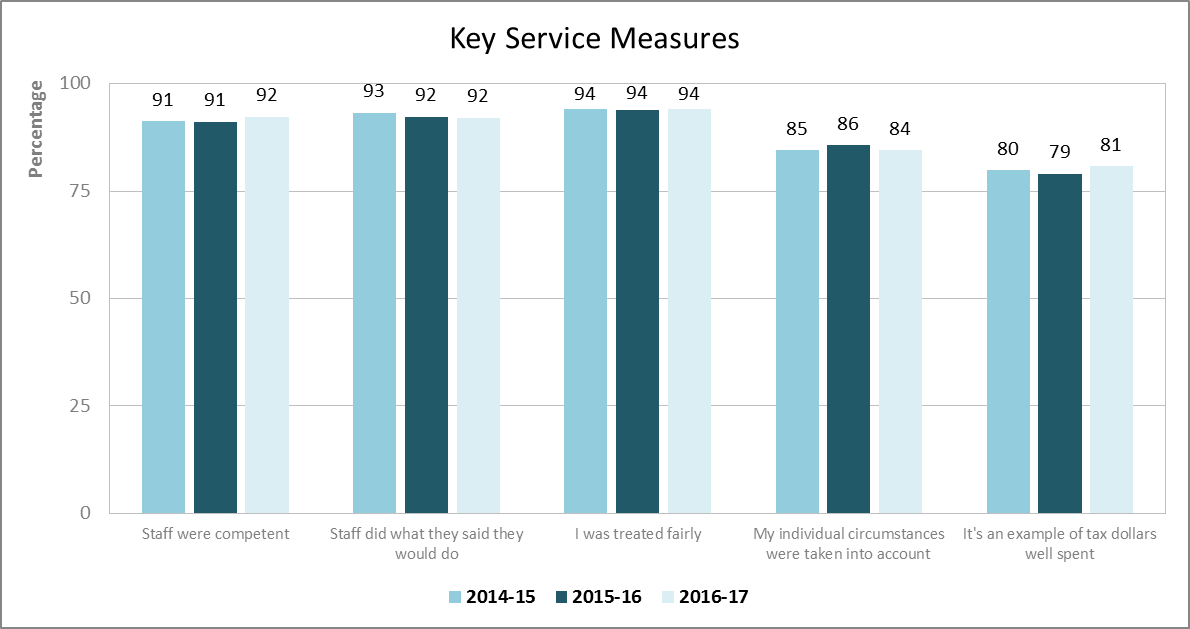 Key Service Measures
Percentage
100
75
50
25
0
91 91 92
93 92 92
94 94 94
85 86 84
80 79 81
Staff were competent
Staff did what they said they
would do
I was treated fairly
My individual circumstances
were taken into account
It's an example of tax dollars
well spent
2014-15 2015-16 2016-17